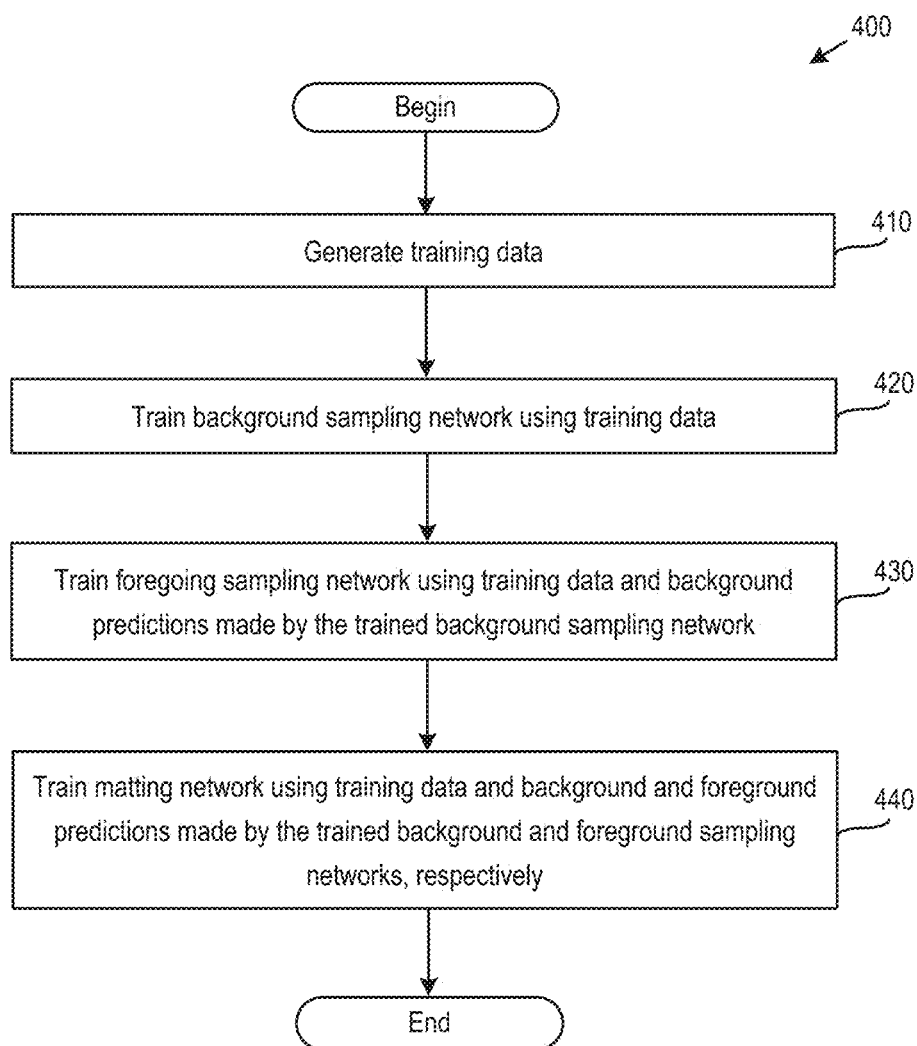 400
Begin
410
Generate training data
420
Train background sampling network using training data
430
Train foregoing sampling network using training data and background
predictions made by the trained background sampling network
440
Train matting network using training data and background and foreground
predictions made by the trained background and foreground sampling
networks, respectively
End